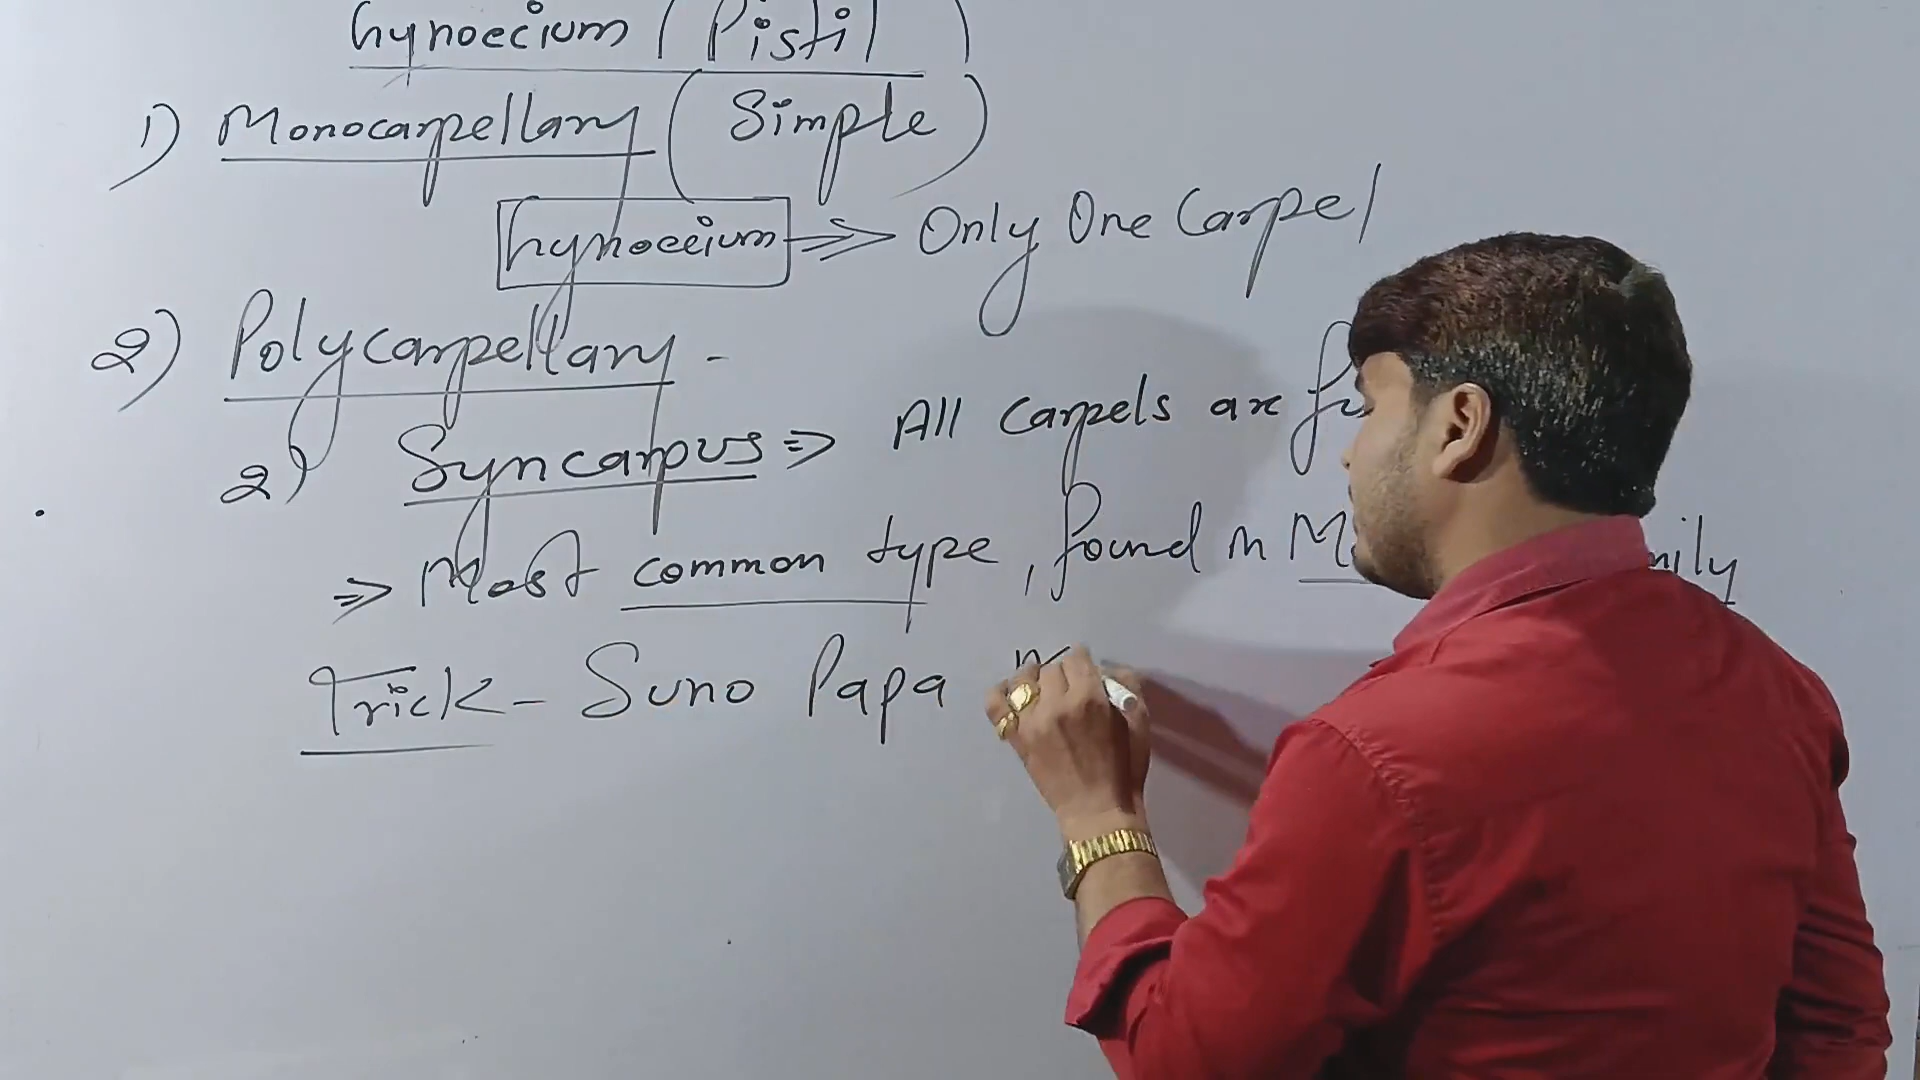 Gynoecium (Pistil)
1) Monocarpellary (Simple)
Gynoecium ⇒ Only One Carpel
2) Polycarpellary -
2) Syncarpus ⇒ All Carpels are
⇒ Most common type, found in
Trick - Suno Papa